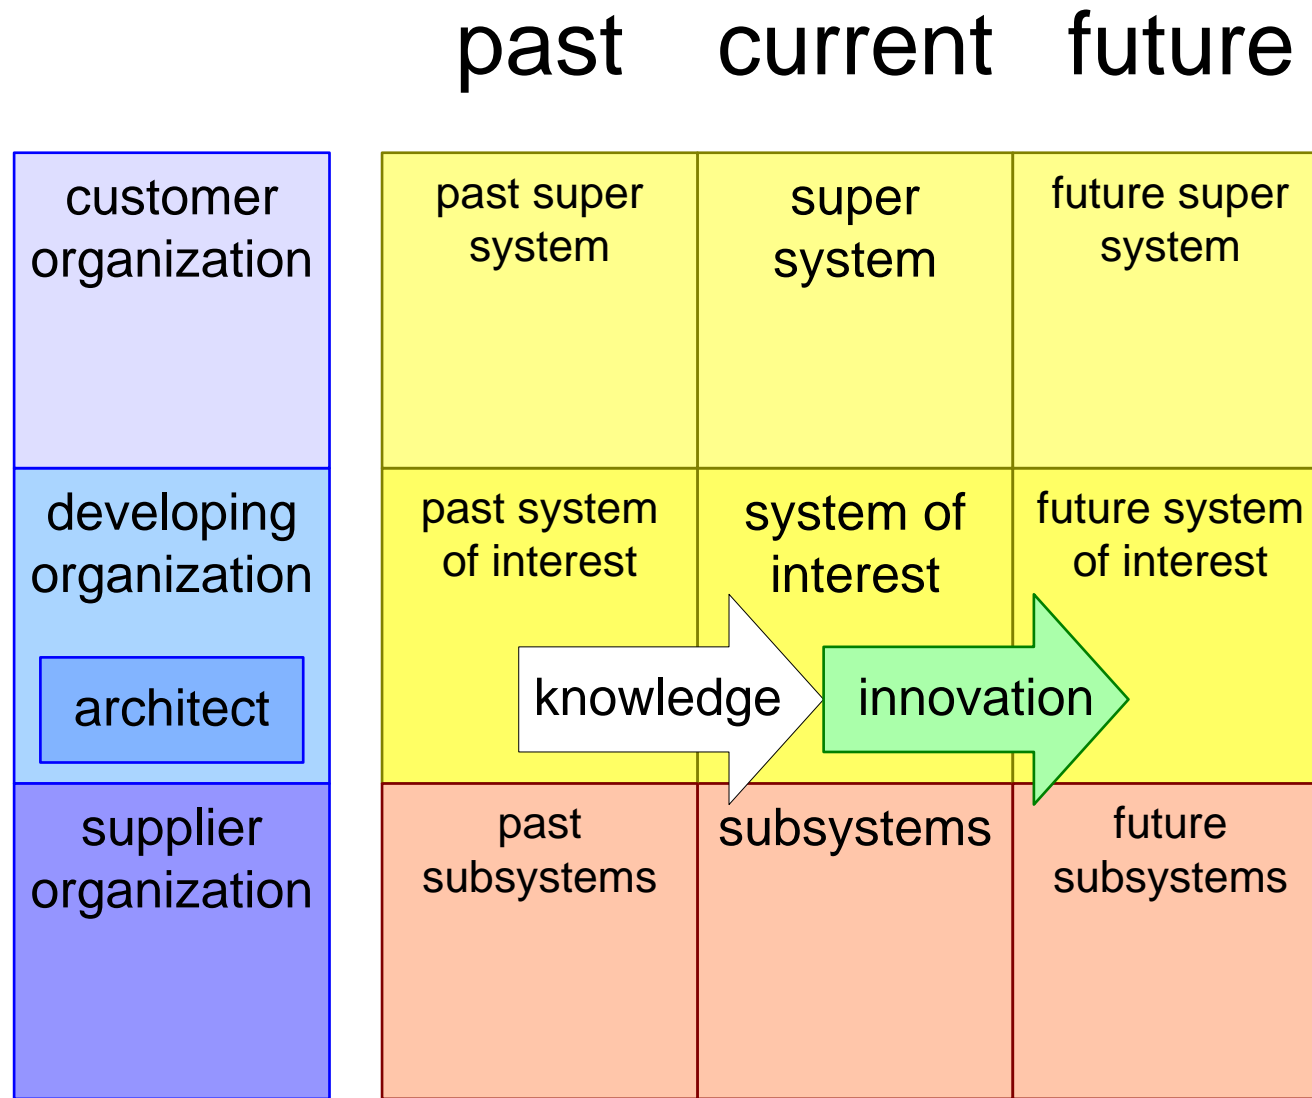 past current future
customer
organization
past super
system
super
system
future super
system
developing
organization
architect
past system
of interest
system of
interest
future system
of interest
knowledge
innovation
supplier
organization
past
subsystems
subsystems
future
subsystems